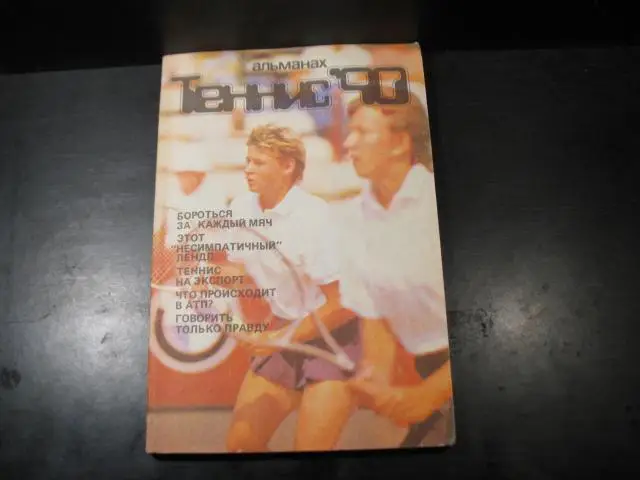 альманах
Теннис'90
БОРОТЬСЯ
ЗА КАЖДЫЙ МЯЧ
ЭТОТ
"НЕСИМПАТИЧНЫЙ"
ЛЕНДЛ
ТЕННИС
НА ЭКСПОРТ
ЧТО ПРОИСХОДИТ
В АТП?
ГОВОРИТЬ
ТОЛЬКО ПРАВДУ